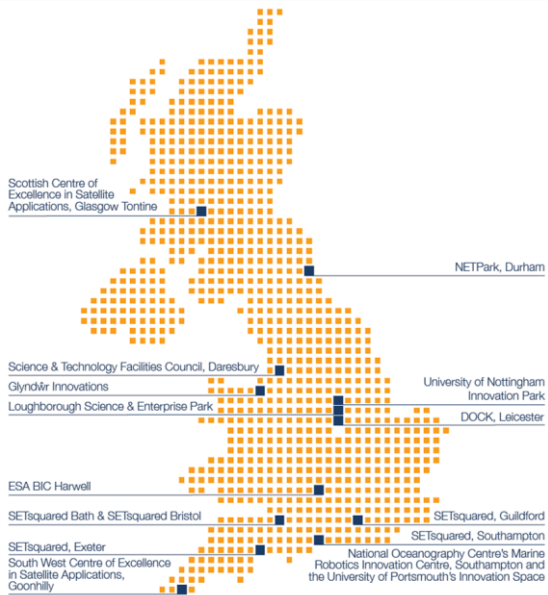 Scottish Centre of
Excellence in Satellite
Applications, Glasgow Tontine
NETPark, Durham
Science & Technology Facilities Council, Daresbury
Glyndŵr Innovations
Loughborough Science & Enterprise Park
University of Nottingham
Innovation Park
DOCK, Leicester
ESA BIC Harwell
SETsquared Bath & SETsquared Bristol
SETsquared, Guildford
SETsquared, Southampton
SETsquared, Exeter
National Oceanography Centre's Marine
Robotics Innovation Centre, Southampton and
the University of Portsmouth's Innovation Space
South West Centre of Excellence
in Satellite Applications,
Goonhilly